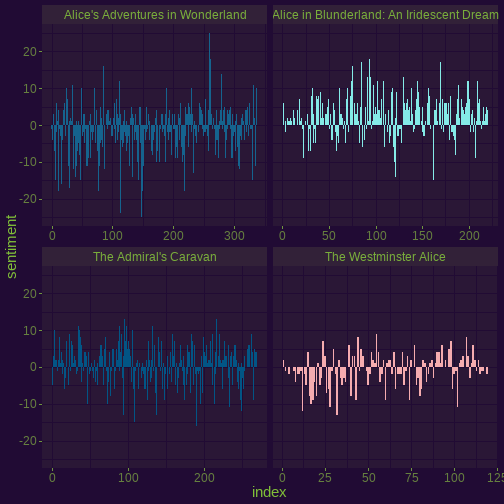 Alice's Adventures in Wonderland
Alice in Blunderland: An Iridescent Dream
20
10
0
-10
-20
0 100 200 300
0 50 100 150 200
sentiment
The Admiral's Caravan
The Westminster Alice
20
10
0
-10
-20
0 100 200
0 25 50 75 100 125
index